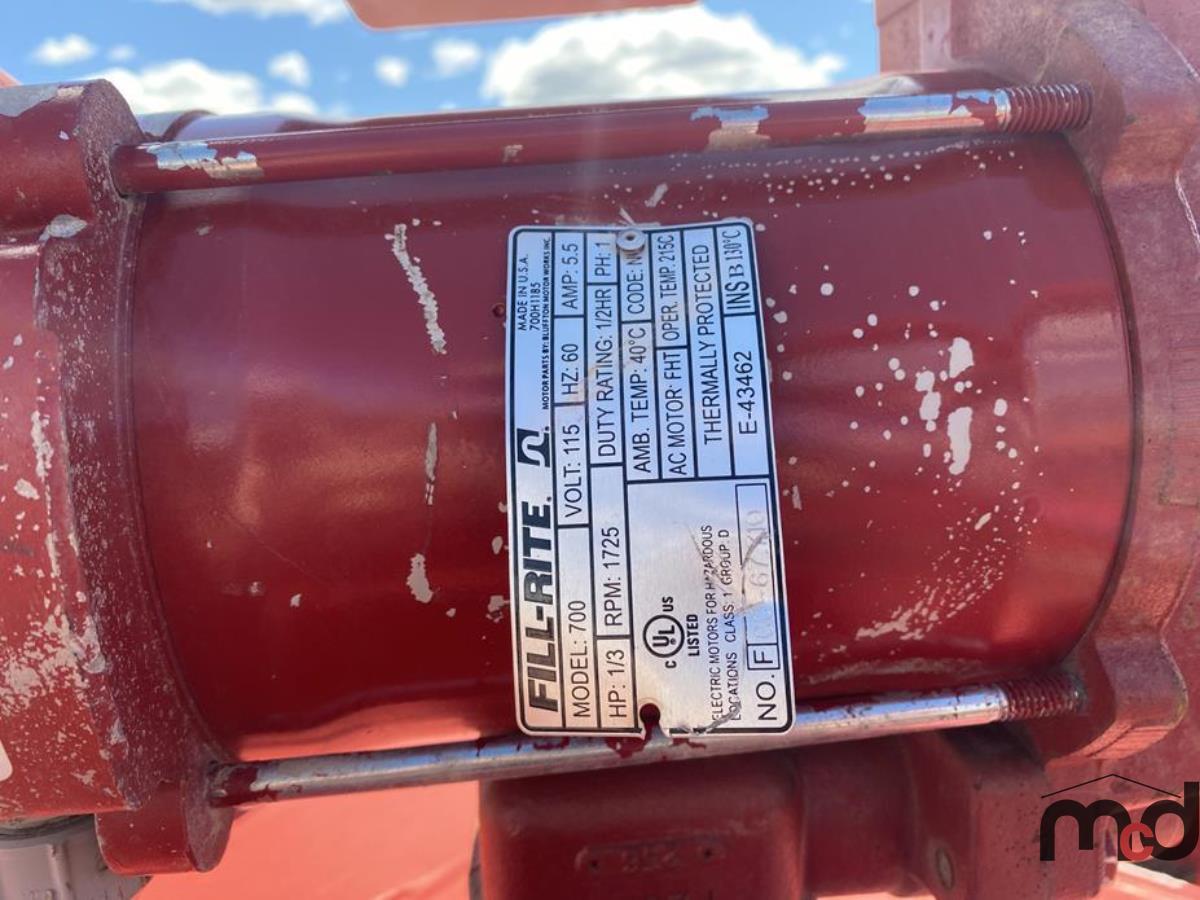 FILL-RITE.
MADE IN U.S.A.
700H1185
MOTOR PARTS BY: BLUFFTON MOTOR WORKS INC.
MODEL: 700 VOLT: 115 HZ: 60 AMP: 5.5
HP: 1/3 RPM: 1725 DUTY RATING: 1/2HR PH: 1
AMB. TEMP: 40°C CODE:
AC MOTOR FHT OPER. TEMP. 215C
THERMALLY PROTECTED
E-43462 INS B 130°C
c UL us
LISTED
ELECTRIC MOTORS FOR HAZARDOUS
LOCATIONS CLASS: 1 GROUP: D
NO. F
mcd